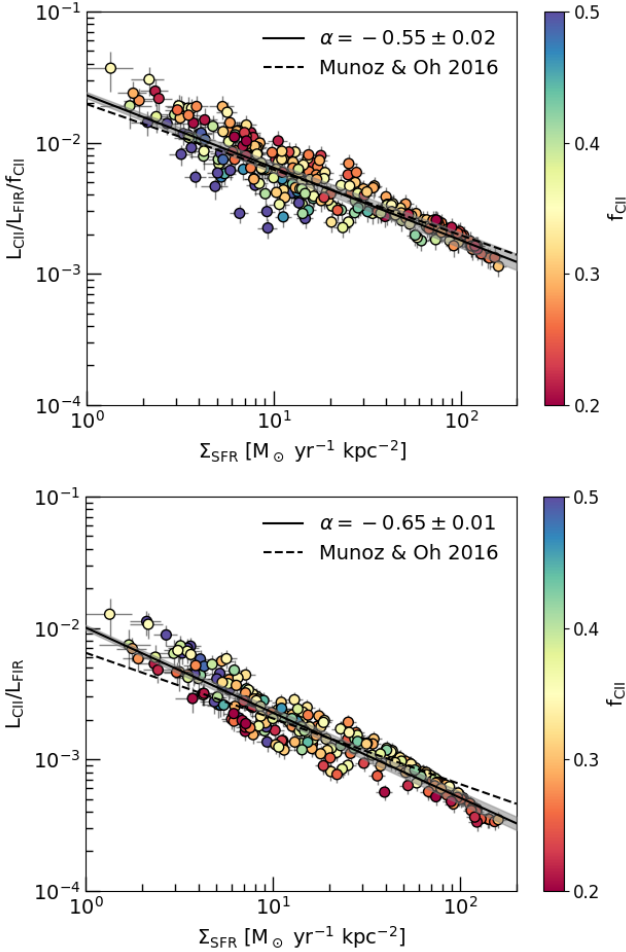 10⁻¹
10⁻²
10⁻³
10⁻⁴
L_CII/L_FIR/f_CII
α = − 0.55 ± 0.02
Munoz & Oh 2016
10⁰ 10¹ 10²
Σ_SFR [M_⊙ yr⁻¹ kpc⁻²]
0.5
0.4
0.3
0.2
f_CII
10⁻¹
10⁻²
10⁻³
10⁻⁴
L_CII/L_FIR
α = − 0.65 ± 0.01
Munoz & Oh 2016
10⁰ 10¹ 10²
Σ_SFR [M_⊙ yr⁻¹ kpc⁻²]
0.5
0.4
0.3
0.2
f_CII